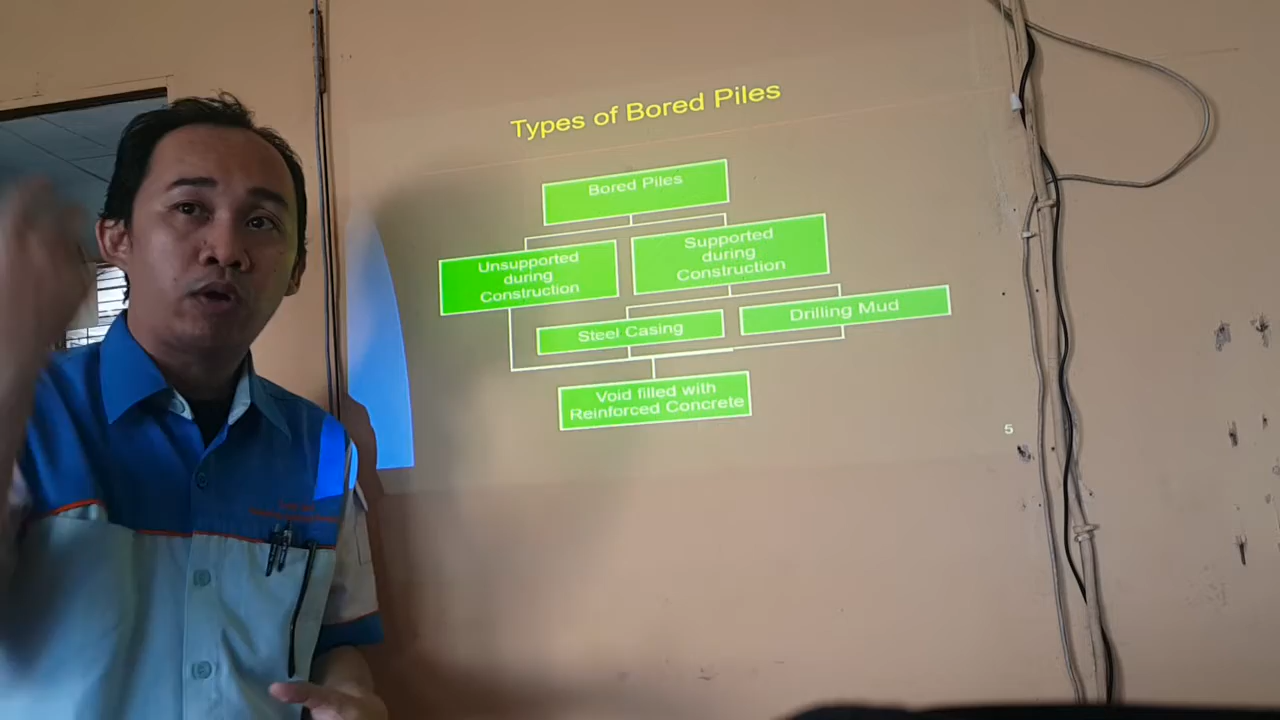 Types of Bored Piles
Bored Piles
Unsupported
during
Construction
Supported
during
Construction
Steel Casing
Drilling Mud
Void filled with
Reinforced Concrete
5